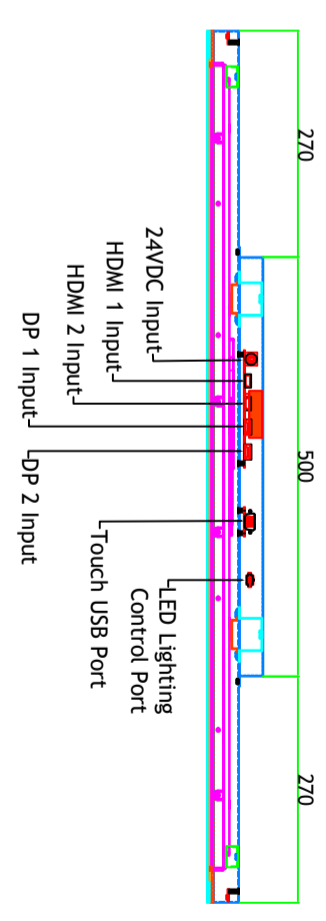 270
500
270
24VDC Input
HDMI 1 Input
HDMI 2 Input
DP 1 Input
DP 2 Input
Touch USB Port
LED Lighting
Control Port